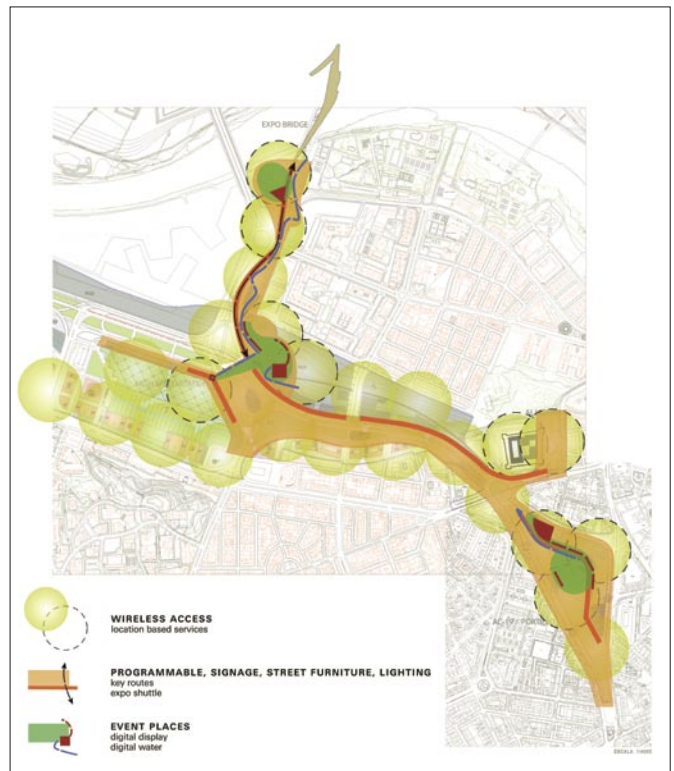 EXPO BRIDGE
WIRELESS ACCESS
location based services
PROGRAMMABLE, SIGNAGE, STREET FURNITURE, LIGHTING
key routes
expo shuttle
EVENT PLACES
digital display
digital water